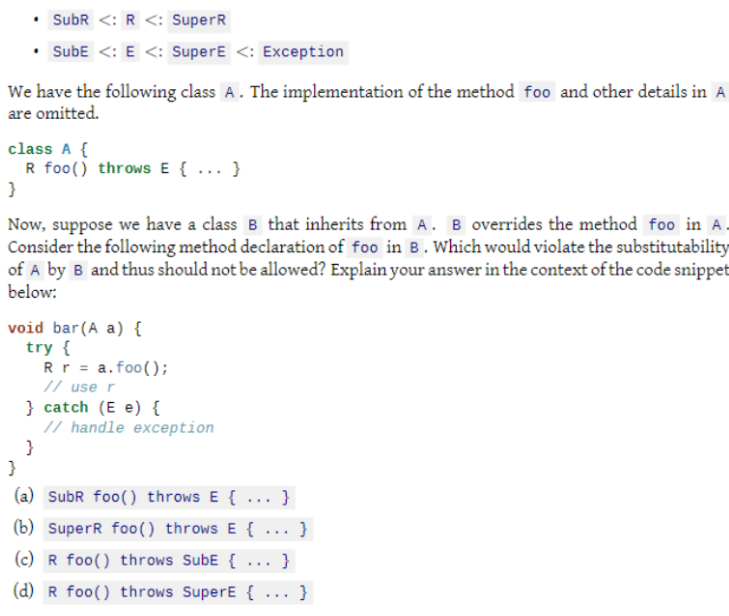 • SubR <: R <: SuperR
• SubE <: E <: SuperE <: Exception
We have the following class A. The implementation of the method foo and other details in A
are omitted.
class A {
  R foo() throws E { ... }
}
Now, suppose we have a class B that inherits from A. B overrides the method foo in A.
Consider the following method declaration of foo in B. Which would violate the substitutability
of A by B and thus should not be allowed? Explain your answer in the context of the code snippet
below:
void bar(A a) {
  try {
    R r = a.foo();
    // use r
  } catch (E e) {
    // handle exception
  }
}
(a) SubR foo() throws E { ... }
(b) SuperR foo() throws E { ... }
(c) R foo() throws SubE { ... }
(d) R foo() throws SuperE { ... }